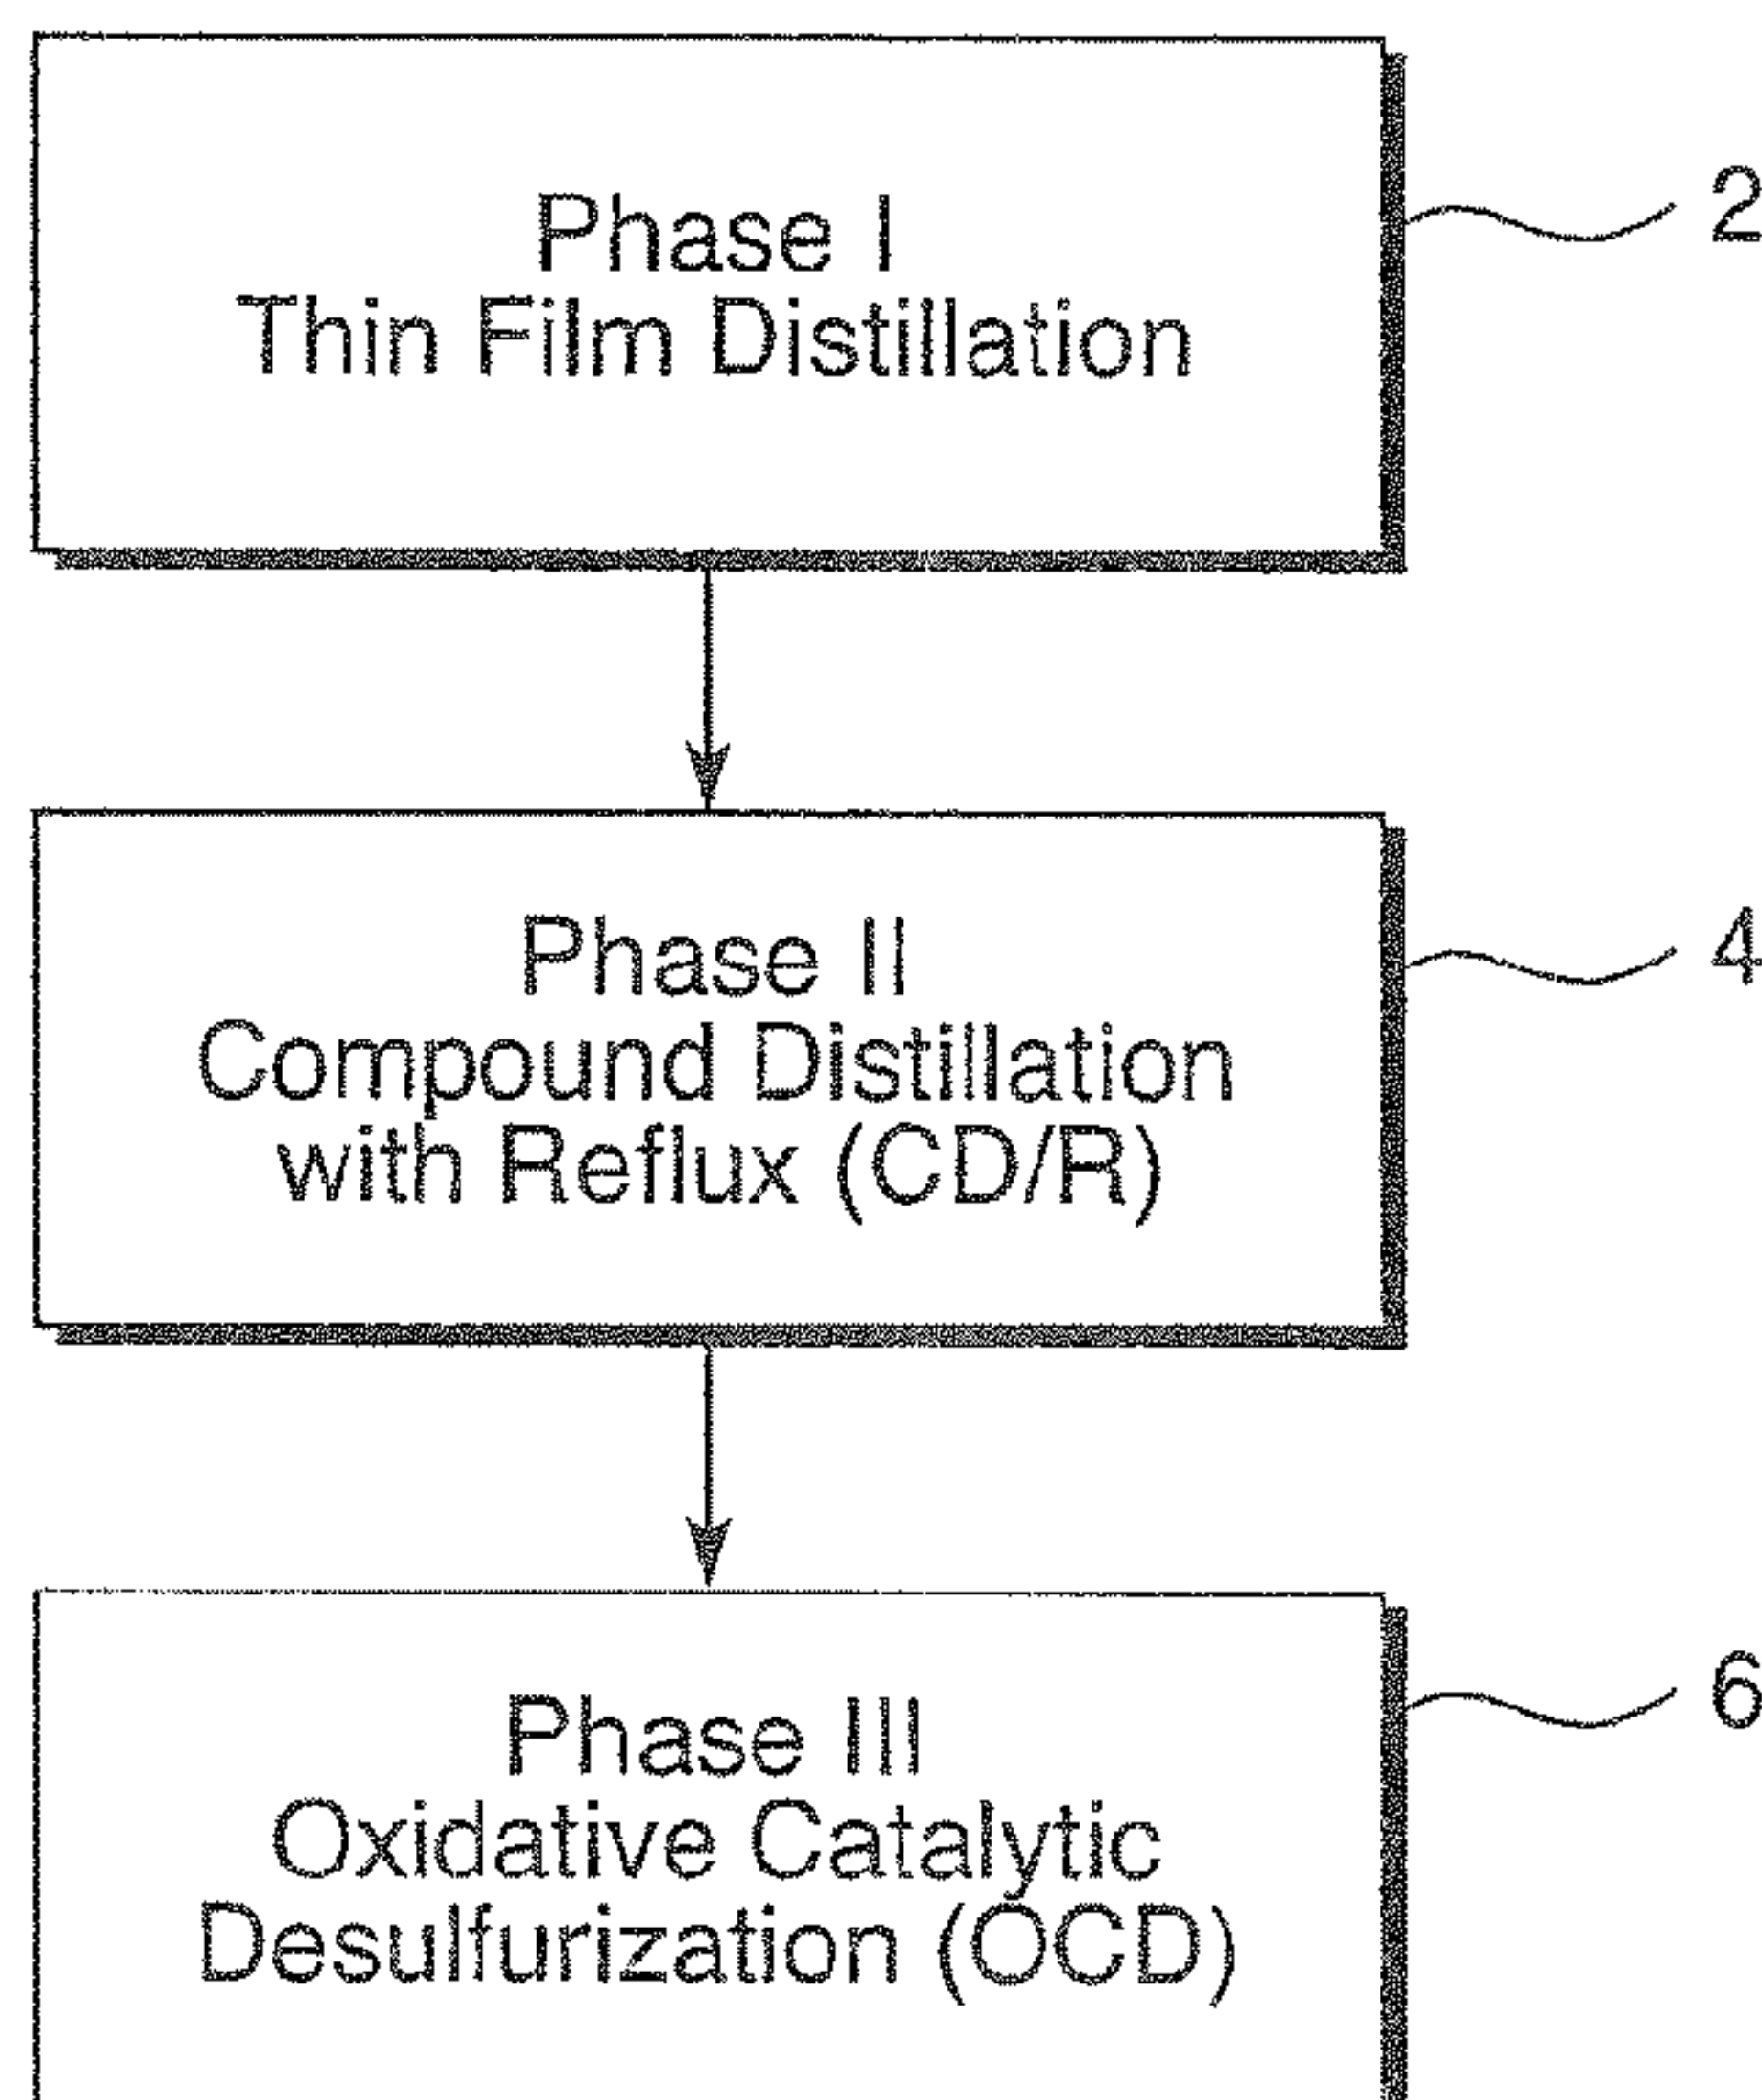 Phase I
Thin Film Distillation
2
Phase II
Compound Distillation
with Reflux (CD/R)
4
Phase III
Oxidative Catalytic
Desulfurization (OCD)
6